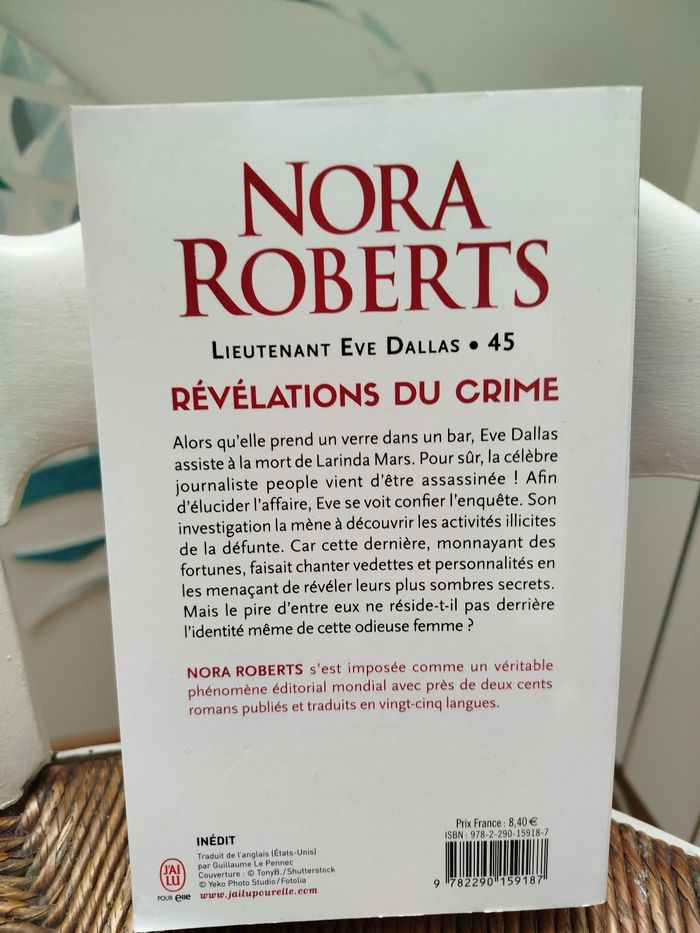 NORA
ROBERTS
LIEUTENANT EVE DALLAS • 45
RÉVÉLATIONS DU CRIME
Alors qu'elle prend un verre dans un bar, Eve Dallas
assiste à la mort de Larinda Mars. Pour sûr, la célèbre
journaliste people vient d'être assassinée ! Afin
d'élucider l'affaire, Eve se voit confier l'enquête. Son
investigation la mène à découvrir les activités illicites
de la défunte. Car cette dernière, monnayant des
fortunes, faisait chanter vedettes et personnalités en
les menaçant de révéler leurs plus sombres secrets.
Mais le pire d'entre eux ne réside-t-il pas derrière
l'identité même de cette odieuse femme ?
NORA ROBERTS s'est imposée comme un véritable
phénomène éditorial mondial avec près de deux cents
romans publiés et traduits en vingt-cinq langues.
INÉDIT
Traduit de l'anglais (États-Unis)
par Guillaume Le Pennec
Couverture : © TonyB./Shutterstock
© Yeko Photo Studio/Fotolia
www.jailupourelle.com
J'AI
LU
POUR elle
Prix France : 8,40 €
ISBN : 978-2-290-15918-7
9 782290 159187